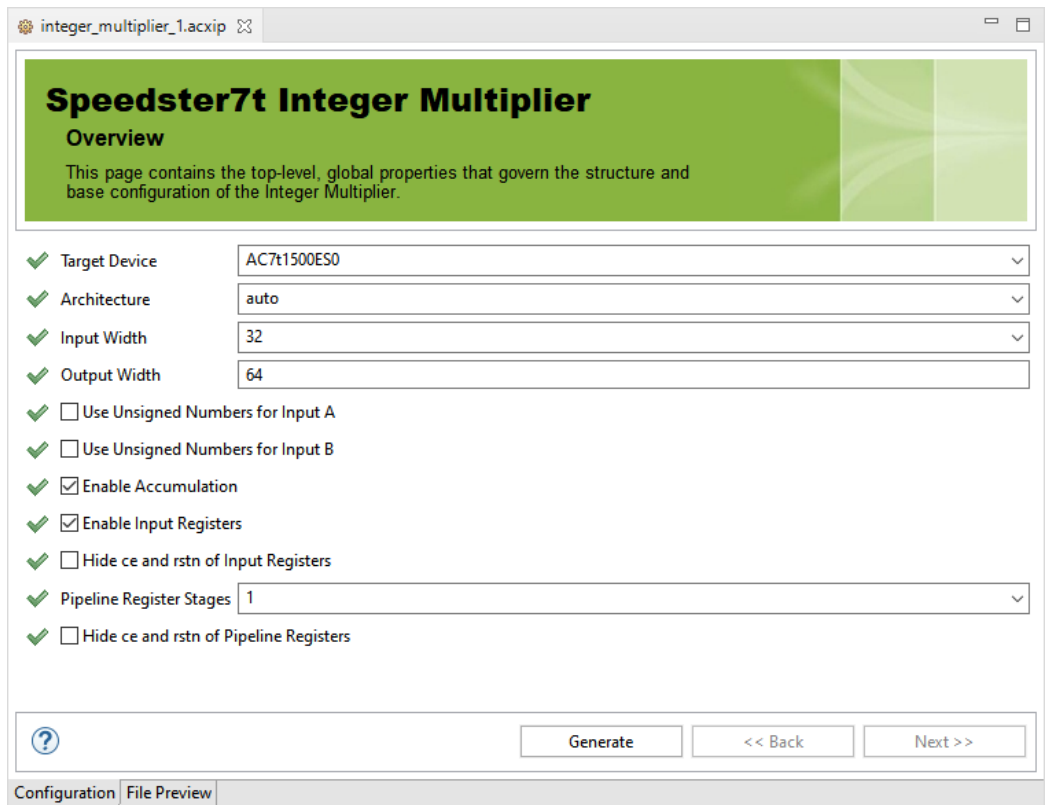 integer_multiplier_1.acxip
Speedster7t Integer Multiplier
Overview
This page contains the top-level, global properties that govern the structure and
base configuration of the Integer Multiplier.
Target Device AC7t1500ES0
Architecture auto
Input Width 32
Output Width 64
Use Unsigned Numbers for Input A
Use Unsigned Numbers for Input B
Enable Accumulation
Enable Input Registers
Hide ce and rstn of Input Registers
Pipeline Register Stages 1
Hide ce and rstn of Pipeline Registers
? Generate << Back Next >>
Configuration File Preview